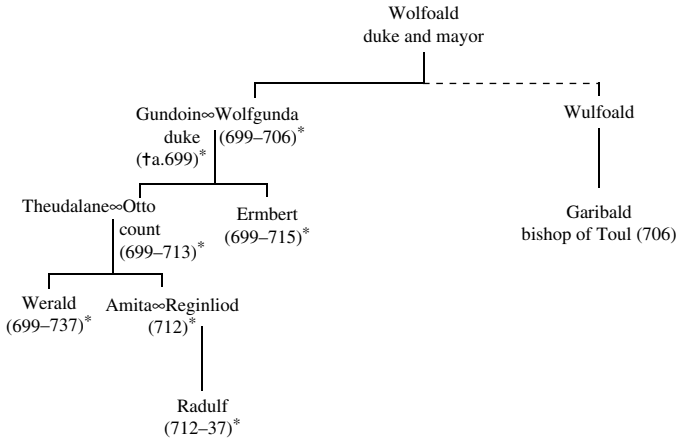 Wolfoald
duke and mayor
Gundoin∞Wolfgunda
duke (699–706)*
(†a.699)*
Wulfoald
Theudalane∞Otto
count
(699–713)*
Ermbert
(699–715)*
Garibald
bishop of Toul (706)
Werald
(699–737)*
Amita∞Reginliod
(712)*
Radulf
(712–37)*